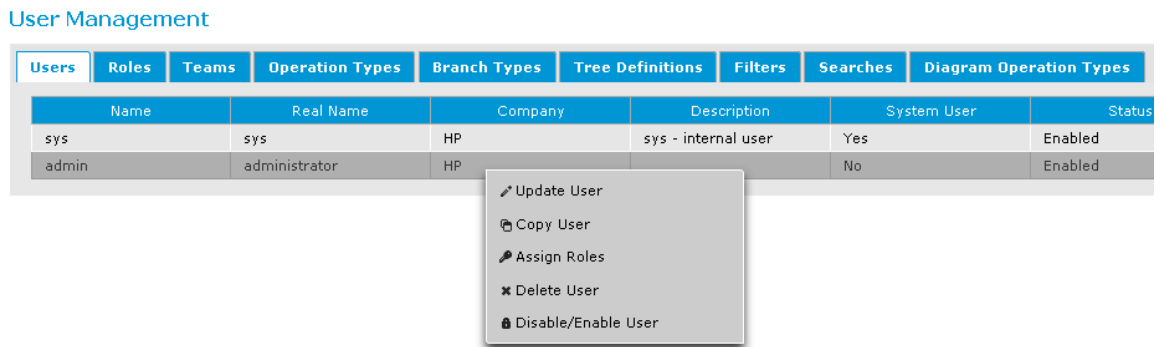 User Management
Users Roles Teams Operation Types Branch Types Tree Definitions Filters Searches Diagram Operation Types
Name Real Name Company Description System User Status
sys sys HP sys - internal user Yes Enabled
admin administrator HP No Enabled
Update User
Copy User
Assign Roles
Delete User
Disable/Enable User